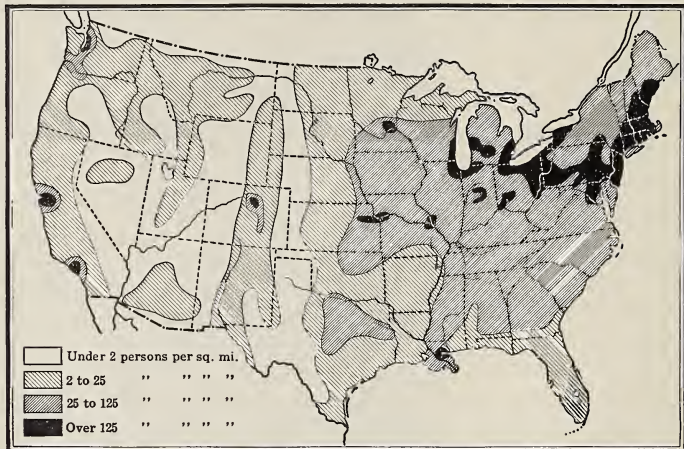 Under 2 persons per sq. mi.
2 to 25 " " " "
25 to 125 " " " "
Over 125 " " " "